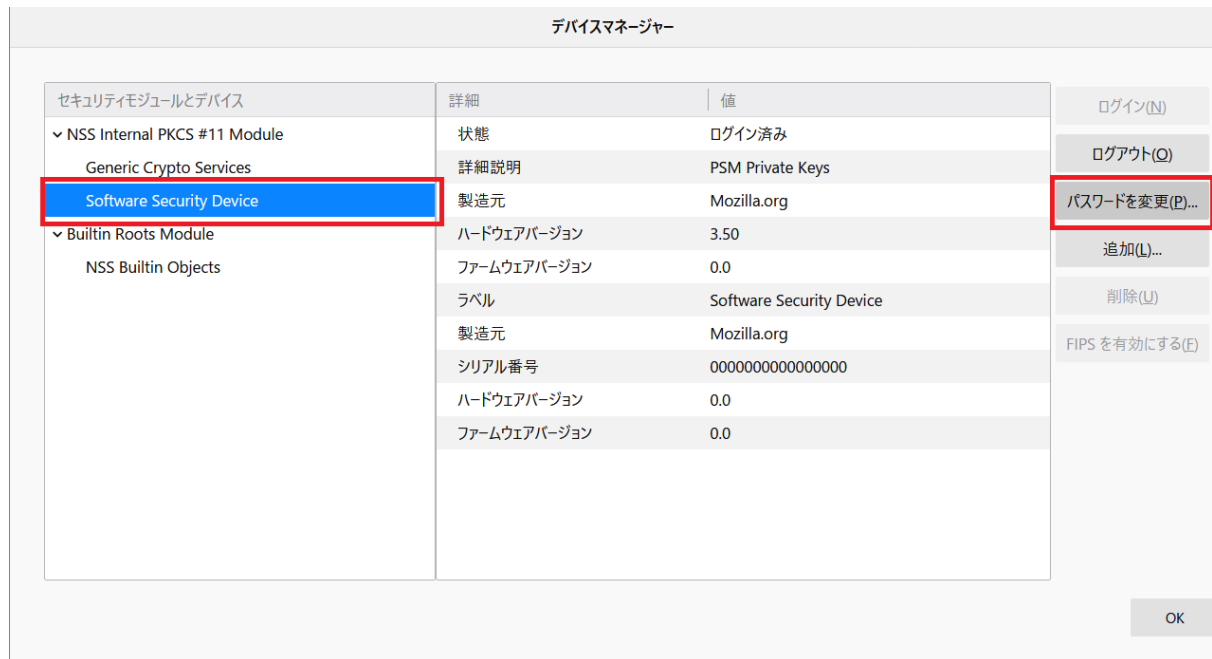 デバイスマネージャー
セキュリティモジュールとデバイス
NSS Internal PKCS #11 Module
Generic Crypto Services
Software Security Device
Builtin Roots Module
NSS Builtin Objects
詳細 値
状態 ログイン済み
詳細説明 PSM Private Keys
製造元 Mozilla.org
ハードウェアバージョン 3.50
ファームウェアバージョン 0.0
ラベル Software Security Device
製造元 Mozilla.org
シリアル番号 0000000000000000
ハードウェアバージョン 0.0
ファームウェアバージョン 0.0
ログイン(N)
ログアウト(O)
パスワードを変更(P)...
追加(L)...
削除(U)
FIPS を有効にする(F)
OK